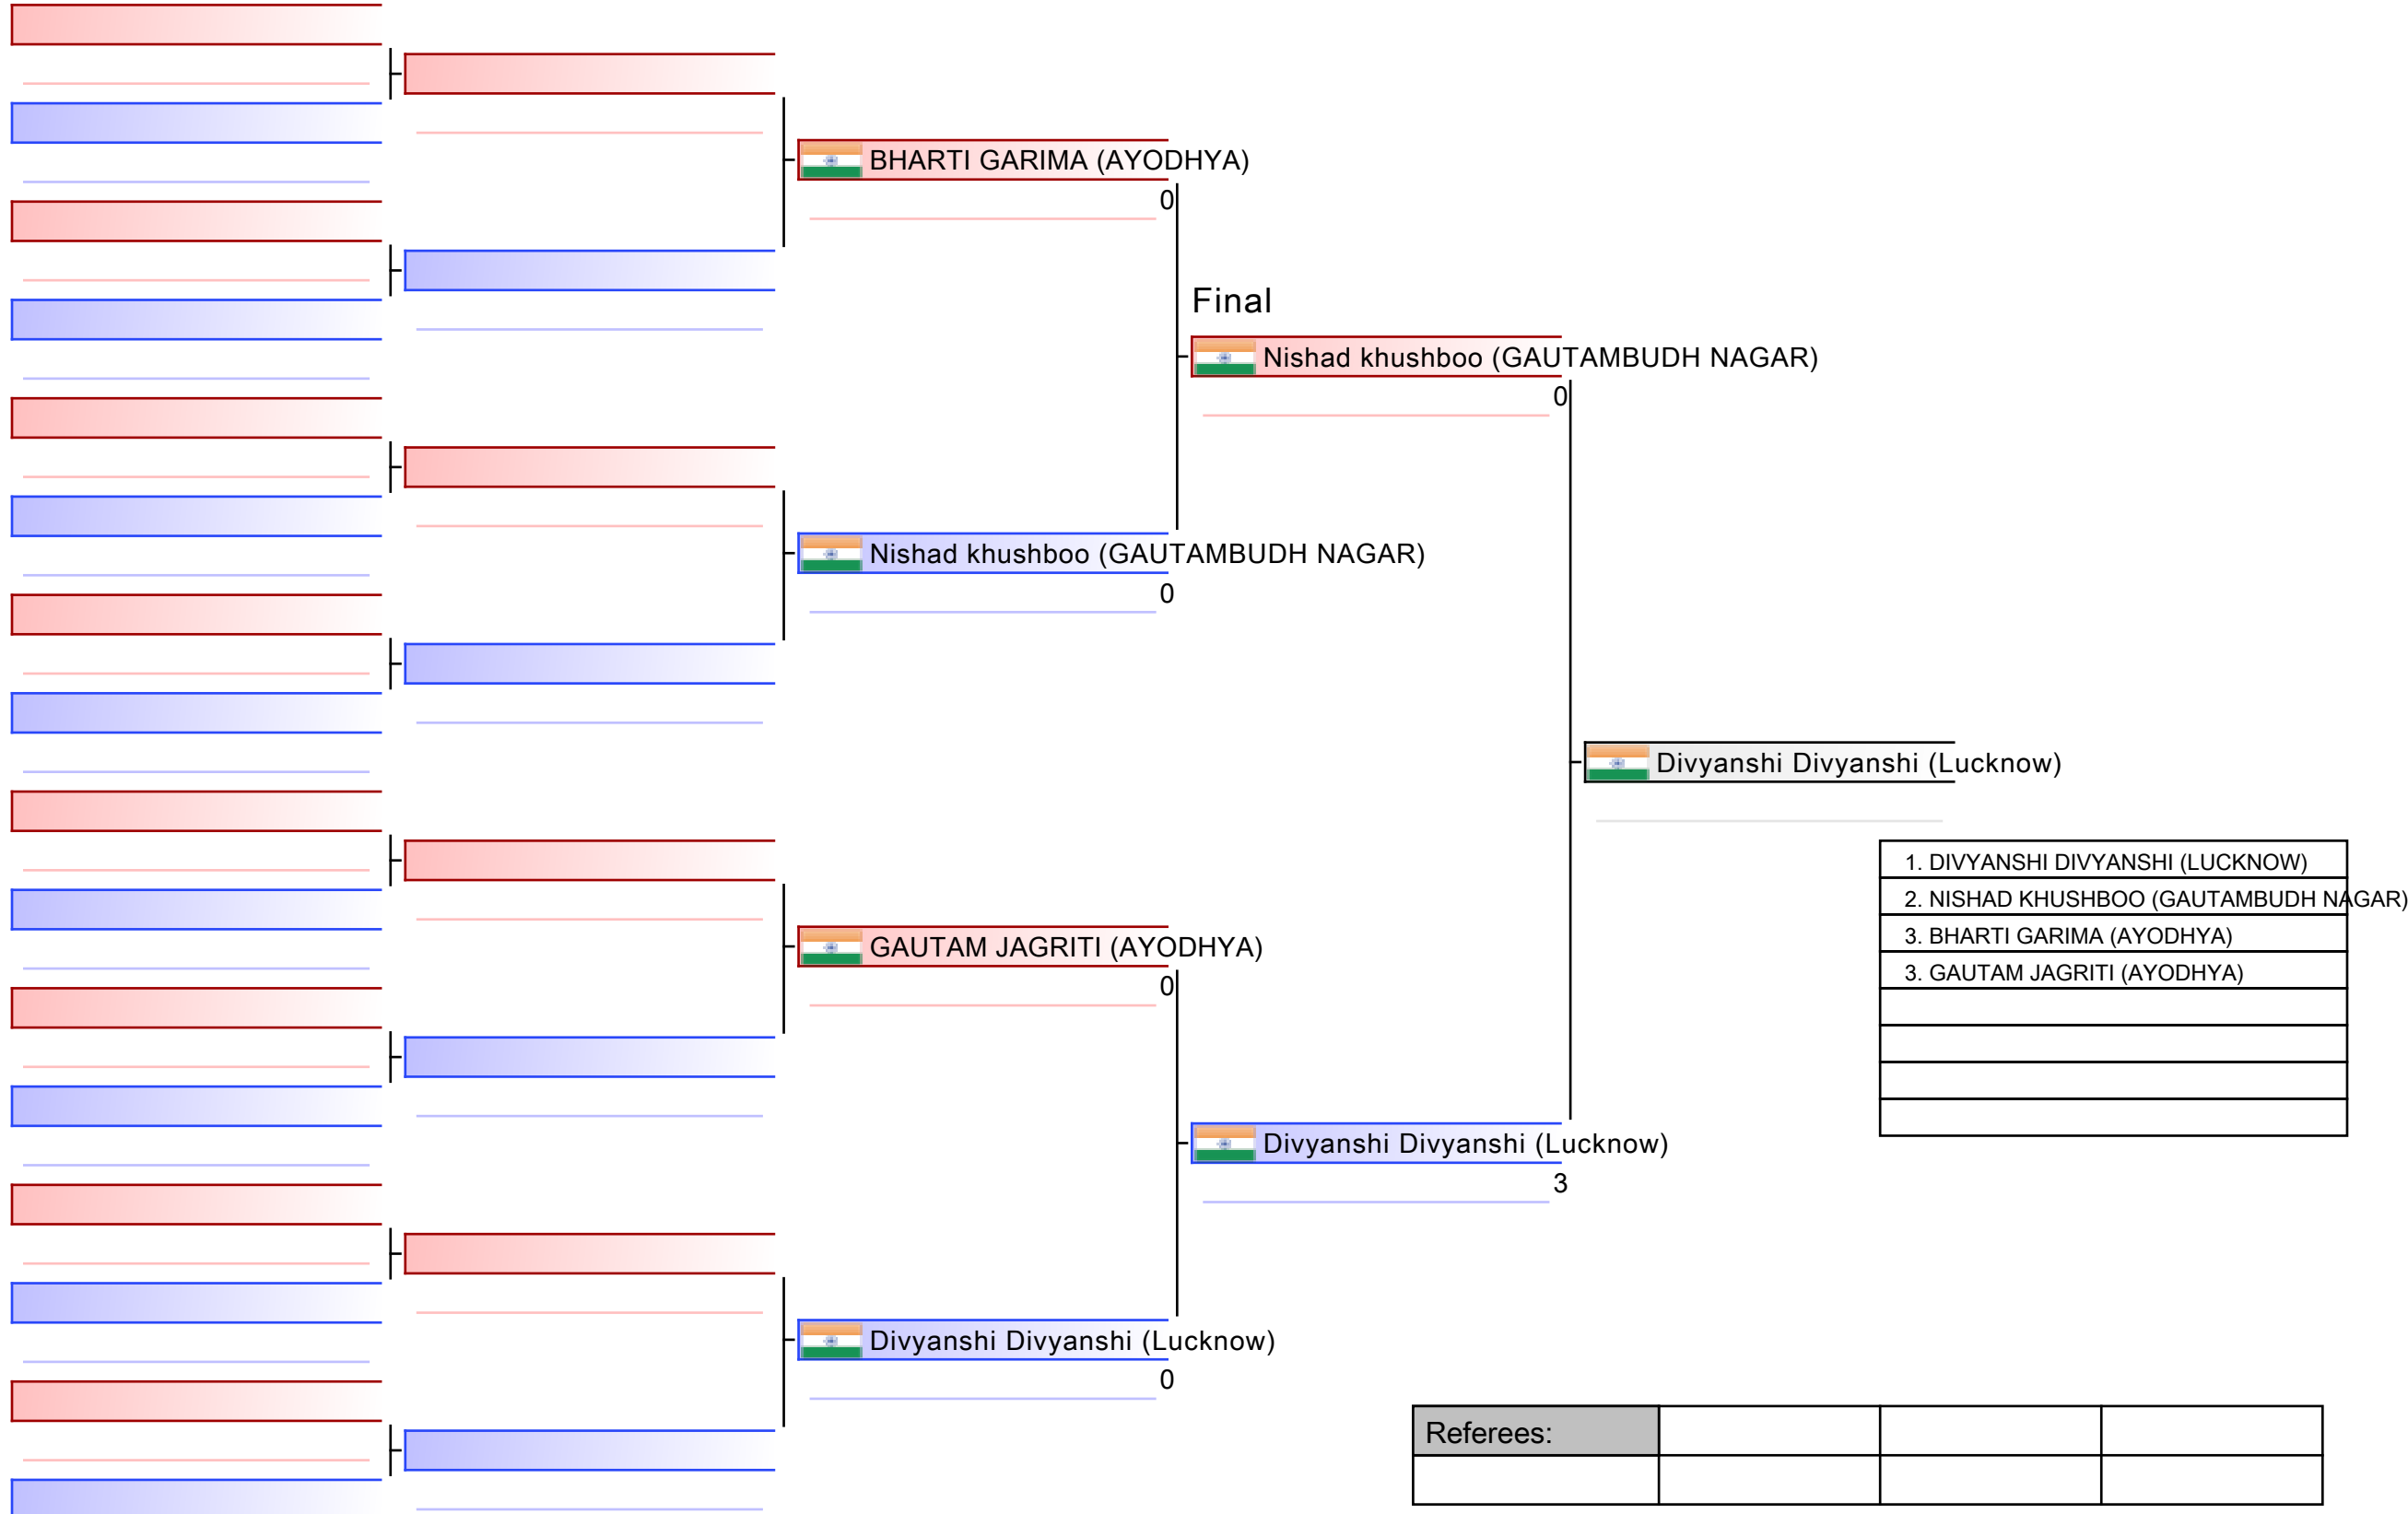 BHARTI GARIMA (AYODHYA)
0
Final
Nishad khushboo (GAUTAMBUDH NAGAR)
0
Nishad khushboo (GAUTAMBUDH NAGAR)
0
Divyanshi Divyanshi (Lucknow)
1. DIVYANSHI DIVYANSHI (LUCKNOW)
2. NISHAD KHUSHBOO (GAUTAMBUDH NAGAR)
3. BHARTI GARIMA (AYODHYA)
3. GAUTAM JAGRITI (AYODHYA)
GAUTAM JAGRITI (AYODHYA)
0
Divyanshi Divyanshi (Lucknow)
3
Divyanshi Divyanshi (Lucknow)
0
Referees: